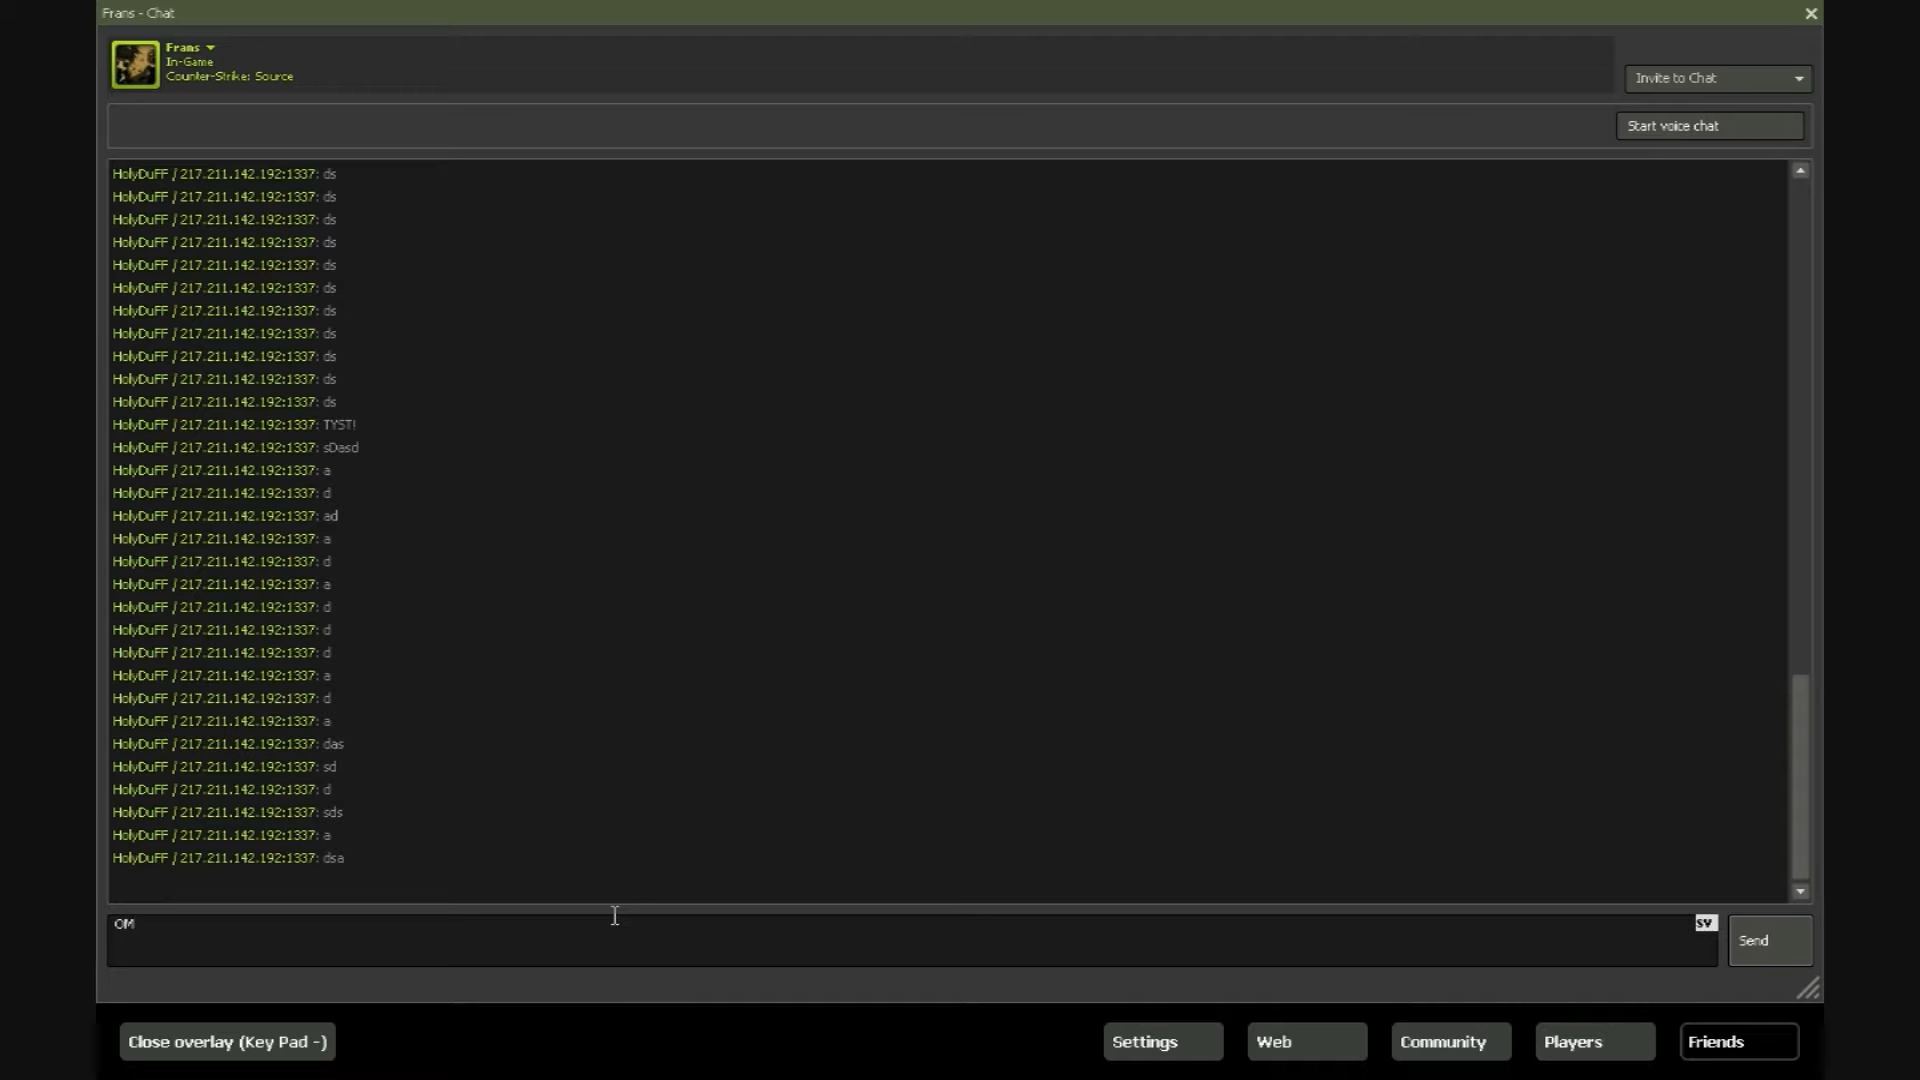 Frans - Chat
Frans
In-Game
Counter-Strike: Source
Invite to Chat
Start voice chat
HolyDuFF / 217.211.142.192:1337: ds
HolyDuFF / 217.211.142.192:1337: ds
HolyDuFF / 217.211.142.192:1337: ds
HolyDuFF / 217.211.142.192:1337: ds
HolyDuFF / 217.211.142.192:1337: ds
HolyDuFF / 217.211.142.192:1337: ds
HolyDuFF / 217.211.142.192:1337: ds
HolyDuFF / 217.211.142.192:1337: ds
HolyDuFF / 217.211.142.192:1337: ds
HolyDuFF / 217.211.142.192:1337: ds
HolyDuFF / 217.211.142.192:1337: ds
HolyDuFF / 217.211.142.192:1337: TYST!
HolyDuFF / 217.211.142.192:1337: sDasd
HolyDuFF / 217.211.142.192:1337: a
HolyDuFF / 217.211.142.192:1337: d
HolyDuFF / 217.211.142.192:1337: ad
HolyDuFF / 217.211.142.192:1337: a
HolyDuFF / 217.211.142.192:1337: d
HolyDuFF / 217.211.142.192:1337: a
HolyDuFF / 217.211.142.192:1337: d
HolyDuFF / 217.211.142.192:1337: d
HolyDuFF / 217.211.142.192:1337: d
HolyDuFF / 217.211.142.192:1337: a
HolyDuFF / 217.211.142.192:1337: d
HolyDuFF / 217.211.142.192:1337: a
HolyDuFF / 217.211.142.192:1337: das
HolyDuFF / 217.211.142.192:1337: sd
HolyDuFF / 217.211.142.192:1337: d
HolyDuFF / 217.211.142.192:1337: sds
HolyDuFF / 217.211.142.192:1337: a
HolyDuFF / 217.211.142.192:1337: dsa
OM
SV
Send
Close overlay (Key Pad -)
Settings
Web
Community
Players
Friends